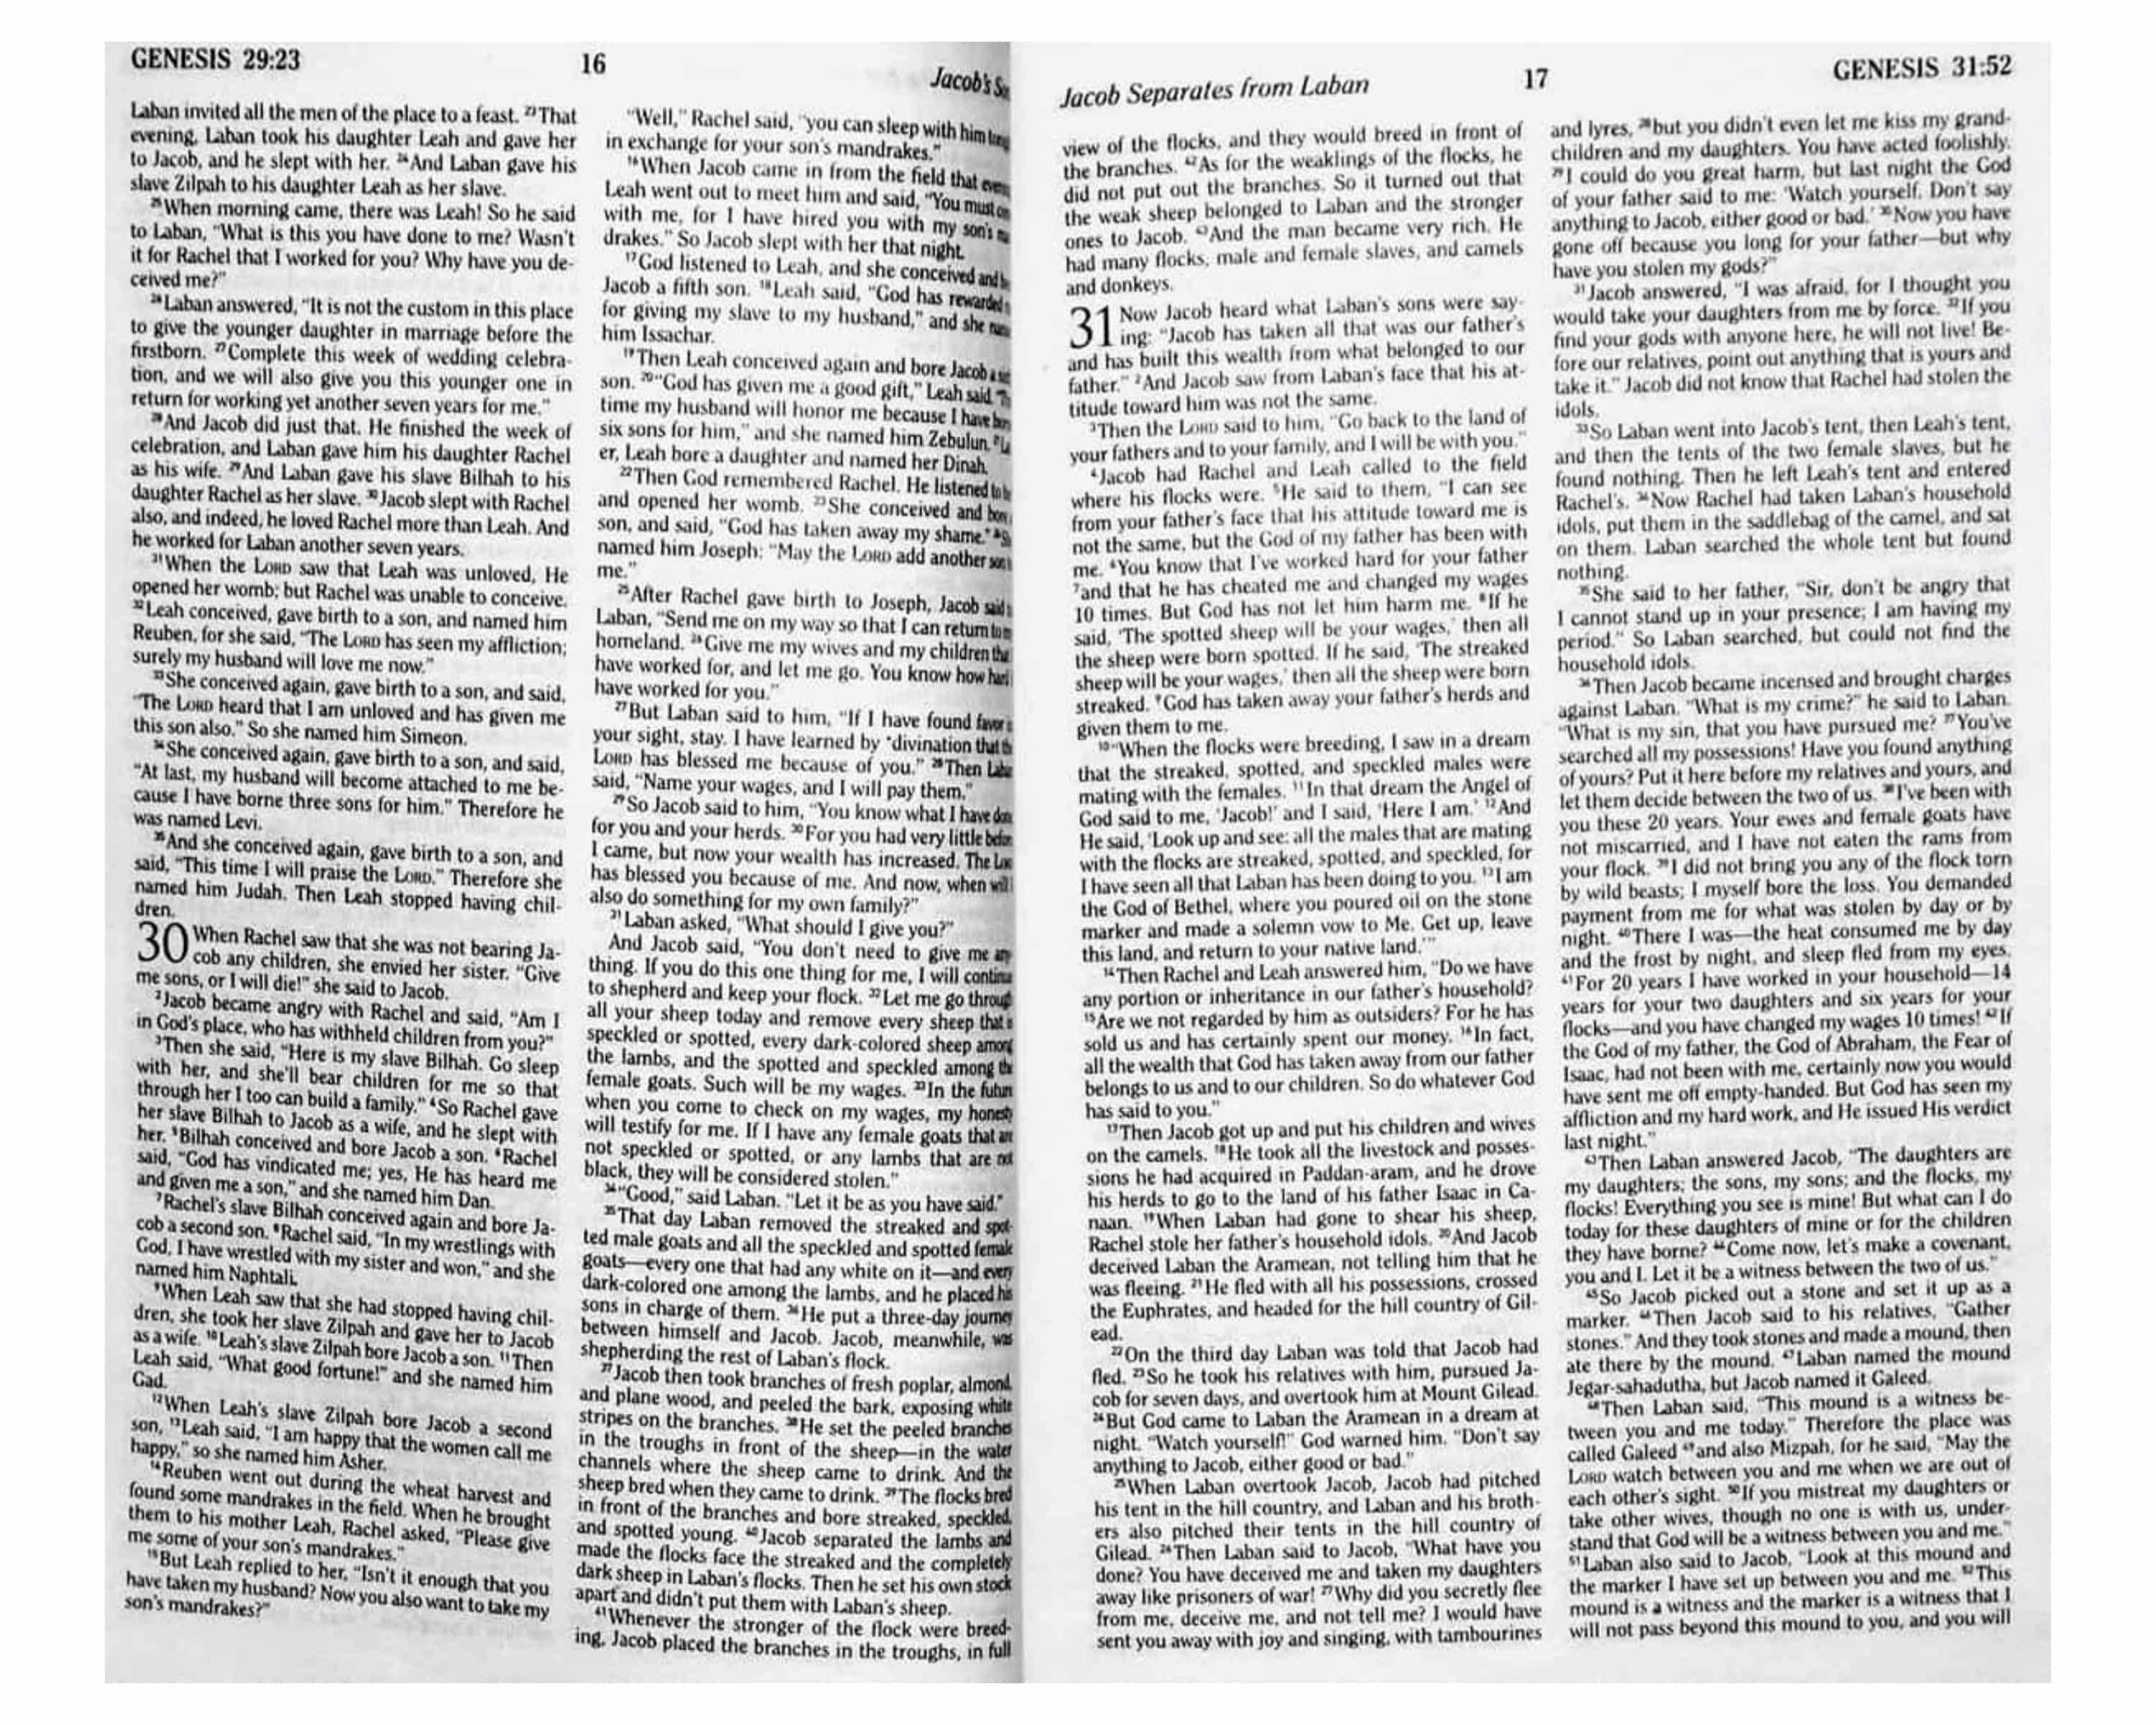 GENESIS 29:23
16
Jacob's
Laban invited all the men of the place to a feast. 23That
evening, Laban took his daughter Leah and gave her
to Jacob, and he slept with her. 24And Laban gave his
slave Zilpah to his daughter Leah as her slave.
25When morning came, there was Leah! So he said
to Laban, "What is this you have done to me? Wasn't
it for Rachel that I worked for you? Why have you de-
ceived me?"
26Laban answered, "It is not the custom in this place
to give the younger daughter in marriage before the
firstborn. 27Complete this week of wedding celebra-
tion, and we will also give you this younger one in
return for working yet another seven years for me."
28And Jacob did just that. He finished the week of
celebration, and Laban gave him his daughter Rachel
as his wife. 29And Laban gave his slave Bilhah to his
daughter Rachel as her slave. 30Jacob slept with Rachel
also, and indeed, he loved Rachel more than Leah. And
he worked for Laban another seven years.
31When the LORD saw that Leah was unloved, He
opened her womb; but Rachel was unable to conceive.
32Leah conceived, gave birth to a son, and named him
Reuben, for she said, "The LORD has seen my affliction;
surely my husband will love me now."
33She conceived again, gave birth to a son, and said,
"The LORD heard that I am unloved and has given me
this son also." So she named him Simeon.
34She conceived again, gave birth to a son, and said,
"At last, my husband will become attached to me be-
cause I have borne three sons for him." Therefore he
was named Levi.
35And she conceived again, gave birth to a son, and
said, "This time I will praise the LORD." Therefore she
named him Judah. Then Leah stopped having chil-
dren.
30 When Rachel saw that she was not bearing Ja-
cob any children, she envied her sister. "Give
me sons, or I will die!" she said to Jacob.
2Jacob became angry with Rachel and said, "Am I
in God's place, who has withheld children from you?"
3Then she said, "Here is my slave Bilhah. Go sleep
with her, and she'll bear children for me so that
through her I too can build a family." 4So Rachel gave
her slave Bilhah to Jacob as a wife, and he slept with
her. 5Bilhah conceived and bore Jacob a son. 6Rachel
said, "God has vindicated me; yes, He has heard me
and given me a son," and she named him Dan.
7Rachel's slave Bilhah conceived again and bore Ja-
cob a second son. 8Rachel said, "In my wrestlings with
God, I have wrestled with my sister and won," and she
named him Naphtali.
9When Leah saw that she had stopped having chil-
dren, she took her slave Zilpah and gave her to Jacob
as a wife. 10Leah's slave Zilpah bore Jacob a son. 11Then
Leah said, "What good fortune!" and she named him
Gad.
12When Leah's slave Zilpah bore Jacob a second
son, 13Leah said, "I am happy that the women call me
happy," so she named him Asher.
14Reuben went out during the wheat harvest and
found some mandrakes in the field. When he brought
them to his mother Leah, Rachel asked, "Please give
me some of your son's mandrakes."
15But Leah replied to her, "Isn't it enough that you
have taken my husband? Now you also want to take my
son's mandrakes?"
"Well," Rachel said, "you can sleep with him
in exchange for your son's mandrakes."
16When Jacob came in from the field that
Leah went out to meet him and said, "You must
with me, for I have hired you with my son's
drakes." So Jacob slept with her that night.
17God listened to Leah, and she conceived and
Jacob a fifth son. 18Leah said, "God has rewarded
for giving my slave to my husband," and she
him Issachar.
19Then Leah conceived again and bore Jacob a
son. 20"God has given me a good gift," Leah said.
time my husband will honor me because I have
six sons for him," and she named him Zebulun.
er, Leah bore a daughter and named her Dinah.
22Then God remembered Rachel. He listened to
and opened her womb. 23She conceived and
son, and said, "God has taken away my shame."
named him Joseph: "May the LORD add another
me."
25After Rachel gave birth to Joseph, Jacob said
Laban, "Send me on my way so that I can return to
homeland. 26Give me my wives and my children
have worked for, and let me go. You know how hard
have worked for you."
27But Laban said to him, "If I have found favor
your sight, stay. I have learned by *divination that
LORD has blessed me because of you." 28Then Laban
said, "Name your wages, and I will pay them."
29So Jacob said to him, "You know what I have
for you and your herds. 30For you had very little
I came, but now your wealth has increased. The
has blessed you because of me. And now, when will
also do something for my own family?"
31Laban asked, "What should I give you?"
And Jacob said, "You don't need to give me any-
thing. If you do this one thing for me, I will continue
to shepherd and keep your flock. 32Let me go through
all your sheep today and remove every sheep that is
speckled or spotted, every dark-colored sheep among
the lambs, and the spotted and speckled among the
female goats. Such will be my wages. 33In the future
when you come to check on my wages, my honesty
will testify for me. If I have any female goats that are
not speckled or spotted, or any lambs that are not
black, they will be considered stolen."
34"Good," said Laban. "Let it be as you have said."
35That day Laban removed the streaked and spot-
ted male goats and all the speckled and spotted female
goats—every one that had any white on it—and every
dark-colored one among the lambs, and he placed his
sons in charge of them. 36He put a three-day journey
between himself and Jacob. Jacob, meanwhile, was
shepherding the rest of Laban's flock.
37Jacob then took branches of fresh poplar, almond,
and plane wood, and peeled the bark, exposing white
stripes on the branches. 38He set the peeled branches
in the troughs in front of the sheep—in the water
channels where the sheep came to drink. And the
sheep bred when they came to drink. 39The flocks bred
in front of the branches and bore streaked, speckled,
and spotted young. 40Jacob separated the lambs and
made the flocks face the streaked and the completely
dark sheep in Laban's flocks. Then he set his own stock
apart and didn't put them with Laban's sheep.
41Whenever the stronger of the flock were breed-
ing, Jacob placed the branches in the troughs, in full
Jacob Separates from Laban
17
GENESIS 31:52
view of the flocks, and they would breed in front of
the branches. 42As for the weaklings of the flocks, he
did not put out the branches. So it turned out that
the weak sheep belonged to Laban and the stronger
ones to Jacob. 43And the man became very rich. He
had many flocks, male and female slaves, and camels
and donkeys.
31 Now Jacob heard what Laban's sons were say-
ing: "Jacob has taken all that was our father's
and has built this wealth from what belonged to our
father." 2And Jacob saw from Laban's face that his at-
titude toward him was not the same.
3Then the LORD said to him, "Go back to the land of
your fathers and to your family, and I will be with you."
4Jacob had Rachel and Leah called to the field
where his flocks were. 5He said to them, "I can see
from your father's face that his attitude toward me is
not the same, but the God of my father has been with
me. 6You know that I've worked hard for your father
7and that he has cheated me and changed my wages
10 times. But God has not let him harm me. 8If he
said, 'The spotted sheep will be your wages,' then all
the sheep were born spotted. If he said, 'The streaked
sheep will be your wages,' then all the sheep were born
streaked. 9God has taken away your father's herds and
given them to me.
10"When the flocks were breeding, I saw in a dream
that the streaked, spotted, and speckled males were
mating with the females. 11In that dream the Angel of
God said to me, 'Jacob!' and I said, 'Here I am.' 12And
He said, 'Look up and see: all the males that are mating
with the flocks are streaked, spotted, and speckled, for
I have seen all that Laban has been doing to you. 13I am
the God of Bethel, where you poured oil on the stone
marker and made a solemn vow to Me. Get up, leave
this land, and return to your native land.'"
14Then Rachel and Leah answered him, "Do we have
any portion or inheritance in our father's household?
15Are we not regarded by him as outsiders? For he has
sold us and has certainly spent our money. 16In fact,
all the wealth that God has taken away from our father
belongs to us and to our children. So do whatever God
has said to you."
17Then Jacob got up and put his children and wives
on the camels. 18He took all the livestock and posses-
sions he had acquired in Paddan-aram, and he drove
his herds to go to the land of his father Isaac in Ca-
naan. 19When Laban had gone to shear his sheep,
Rachel stole her father's household idols. 20And Jacob
deceived Laban the Aramean, not telling him that he
was fleeing. 21He fled with all his possessions, crossed
the Euphrates, and headed for the hill country of Gil-
ead.
22On the third day Laban was told that Jacob had
fled. 23So he took his relatives with him, pursued Ja-
cob for seven days, and overtook him at Mount Gilead.
24But God came to Laban the Aramean in a dream at
night. "Watch yourself!" God warned him. "Don't say
anything to Jacob, either good or bad."
25When Laban overtook Jacob, Jacob had pitched
his tent in the hill country, and Laban and his broth-
ers also pitched their tents in the hill country of
Gilead. 26Then Laban said to Jacob, "What have you
done? You have deceived me and taken my daughters
away like prisoners of war! 27Why did you secretly flee
from me, deceive me, and not tell me? I would have
sent you away with joy and singing, with tambourines
and lyres, 28but you didn't even let me kiss my grand-
children and my daughters. You have acted foolishly.
29I could do you great harm, but last night the God
of your father said to me: 'Watch yourself. Don't say
anything to Jacob, either good or bad.' 30Now you have
gone off because you long for your father—but why
have you stolen my gods?"
31Jacob answered, "I was afraid, for I thought you
would take your daughters from me by force. 32If you
find your gods with anyone here, he will not live! Be-
fore our relatives, point out anything that is yours and
take it." Jacob did not know that Rachel had stolen the
idols.
33So Laban went into Jacob's tent, then Leah's tent,
and then the tents of the two female slaves, but he
found nothing. Then he left Leah's tent and entered
Rachel's. 34Now Rachel had taken Laban's household
idols, put them in the saddlebag of the camel, and sat
on them. Laban searched the whole tent but found
nothing.
35She said to her father, "Sir, don't be angry that
I cannot stand up in your presence; I am having my
period." So Laban searched, but could not find the
household idols.
36Then Jacob became incensed and brought charges
against Laban. "What is my crime?" he said to Laban.
"What is my sin, that you have pursued me? 37You've
searched all my possessions! Have you found anything
of yours? Put it here before my relatives and yours, and
let them decide between the two of us. 38I've been with
you these 20 years. Your ewes and female goats have
not miscarried, and I have not eaten the rams from
your flock. 39I did not bring you any of the flock torn
by wild beasts; I myself bore the loss. You demanded
payment from me for what was stolen by day or by
night. 40There I was—the heat consumed me by day
and the frost by night, and sleep fled from my eyes.
41For 20 years I have worked in your household—14
years for your two daughters and six years for your
flocks—and you have changed my wages 10 times! 42If
the God of my father, the God of Abraham, the Fear of
Isaac, had not been with me, certainly now you would
have sent me off empty-handed. But God has seen my
affliction and my hard work, and He issued His verdict
last night."
43Then Laban answered Jacob, "The daughters are
my daughters; the sons, my sons; and the flocks, my
flocks! Everything you see is mine! But what can I do
today for these daughters of mine or for the children
they have borne? 44Come now, let's make a covenant,
you and I. Let it be a witness between the two of us."
45So Jacob picked out a stone and set it up as a
marker. 46Then Jacob said to his relatives, "Gather
stones." And they took stones and made a mound, then
ate there by the mound. 47Laban named the mound
Jegar-sahadutha, but Jacob named it Galeed.
48Then Laban said, "This mound is a witness be-
tween you and me today." Therefore the place was
called Galeed 49and also Mizpah, for he said, "May the
LORD watch between you and me when we are out of
each other's sight. 50If you mistreat my daughters or
take other wives, though no one is with us, under-
stand that God will be a witness between you and me."
51Laban also said to Jacob, "Look at this mound and
the marker I have set up between you and me. 52This
mound is a witness and the marker is a witness that I
will not pass beyond this mound to you, and you will